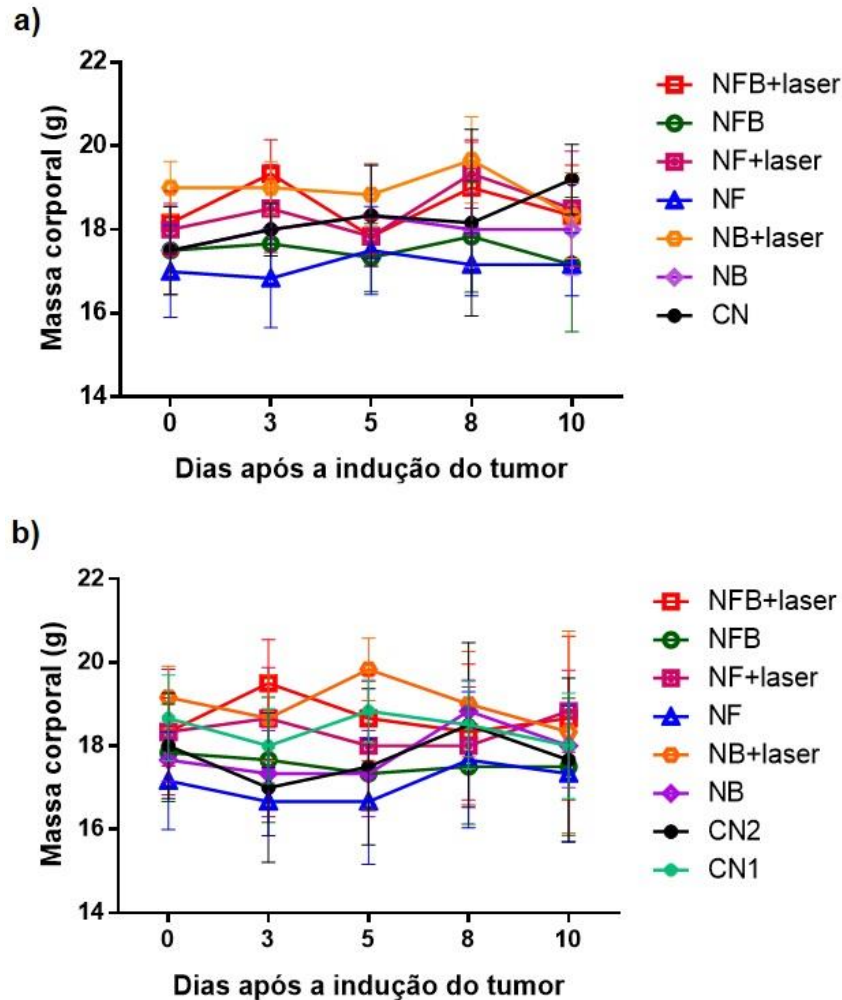 a)
22
20
18
16
14
Massa corporal (g)
0 3 5 8 10
Dias após a indução do tumor
NFB+laser
NFB
NF+laser
NF
NB+laser
NB
CN
b)
22
20
18
16
14
Massa corporal (g)
0 3 5 8 10
Dias após a indução do tumor
NFB+laser
NFB
NF+laser
NF
NB+laser
NB
CN2
CN1